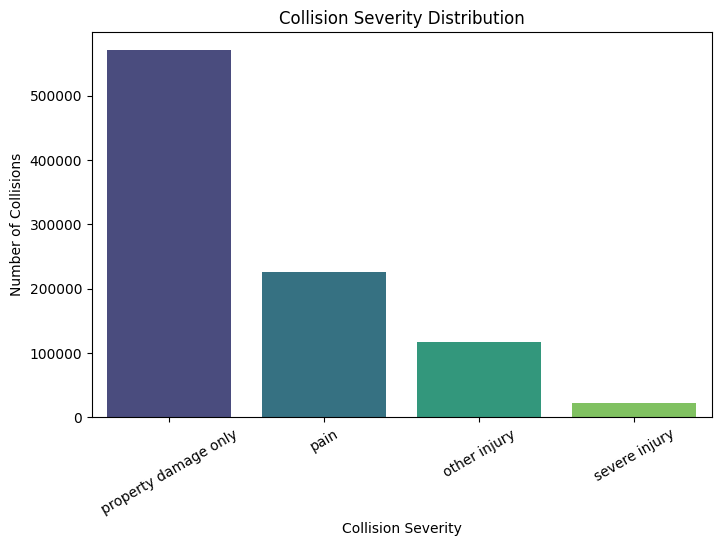 Collision Severity Distribution
Number of Collisions
500000
400000
300000
200000
100000
0
property damage only
pain
other injury
severe injury
Collision Severity